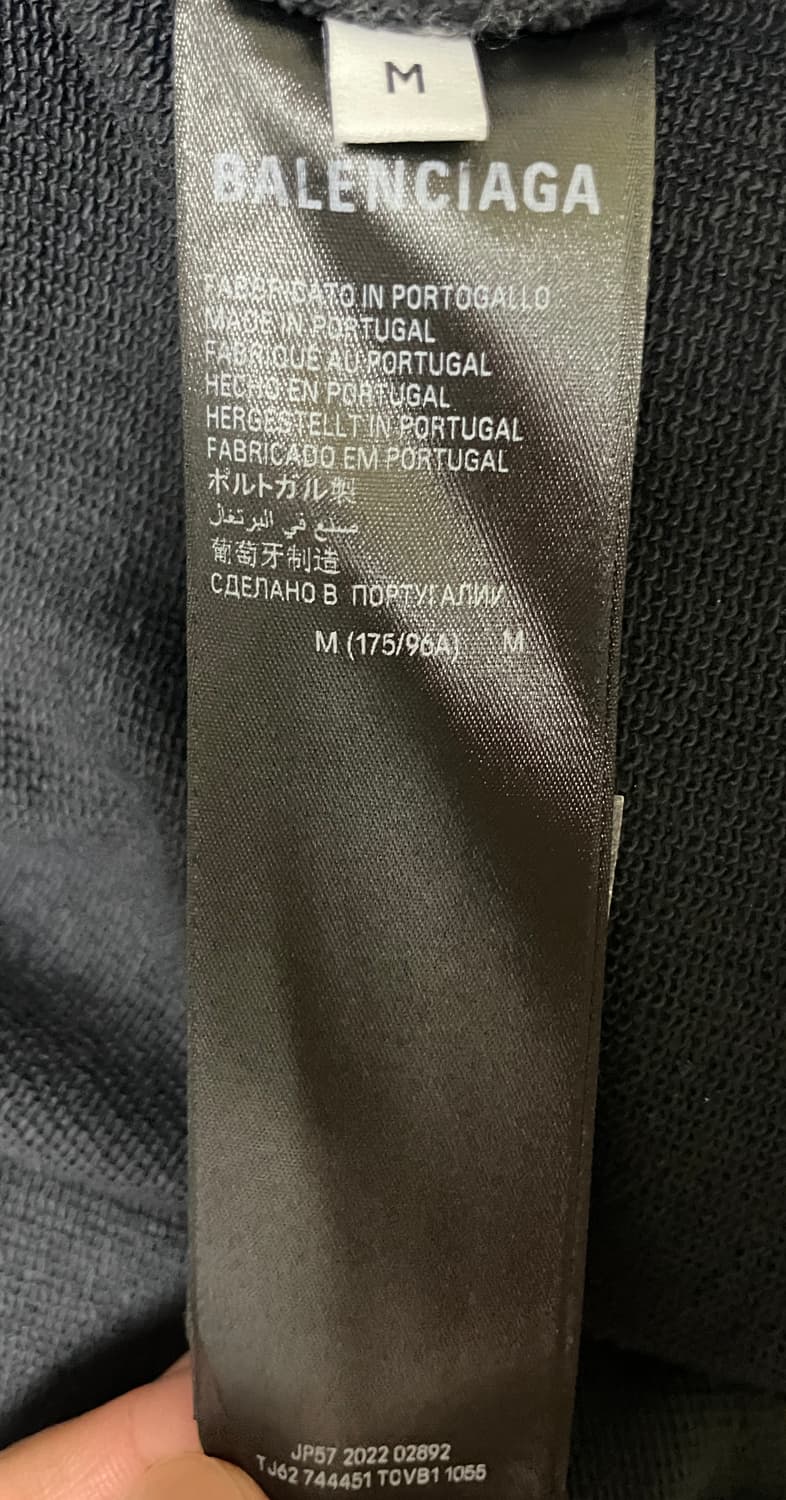 M
BALENCIAGA
FABBRICATO IN PORTOGALLO
MADE IN PORTUGAL
FABRIQUÉ AU PORTUGAL
HECHO EN PORTUGAL
HERGESTELLT IN PORTUGAL
FABRICADO EM PORTUGAL
ポルトガル製
صنع في البرتغال
葡萄牙制造
СДЕЛАНО В ПОРТУГАЛИИ
M (175/96A) M
JP57 2022 02892
TJ62 744451 TOVB1 1055